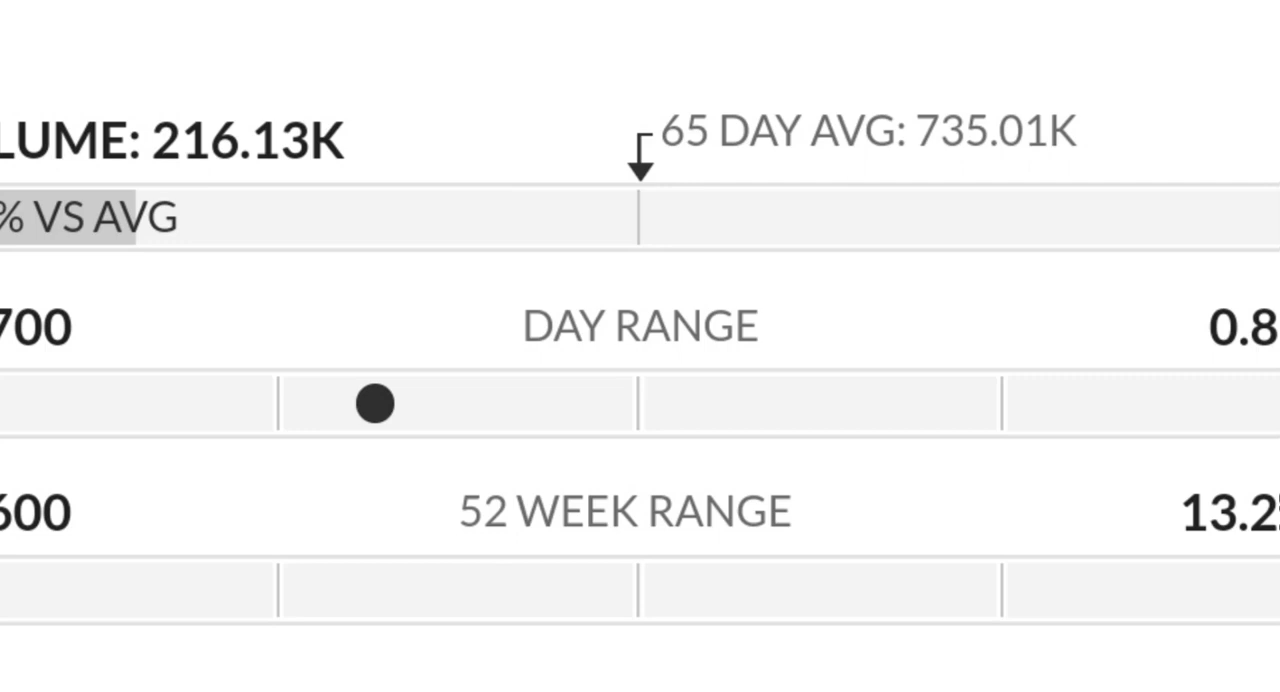 LUME: 216.13K
65 DAY AVG: 735.01K
% VS AVG
700
DAY RANGE
0.8
600
52 WEEK RANGE
13.2